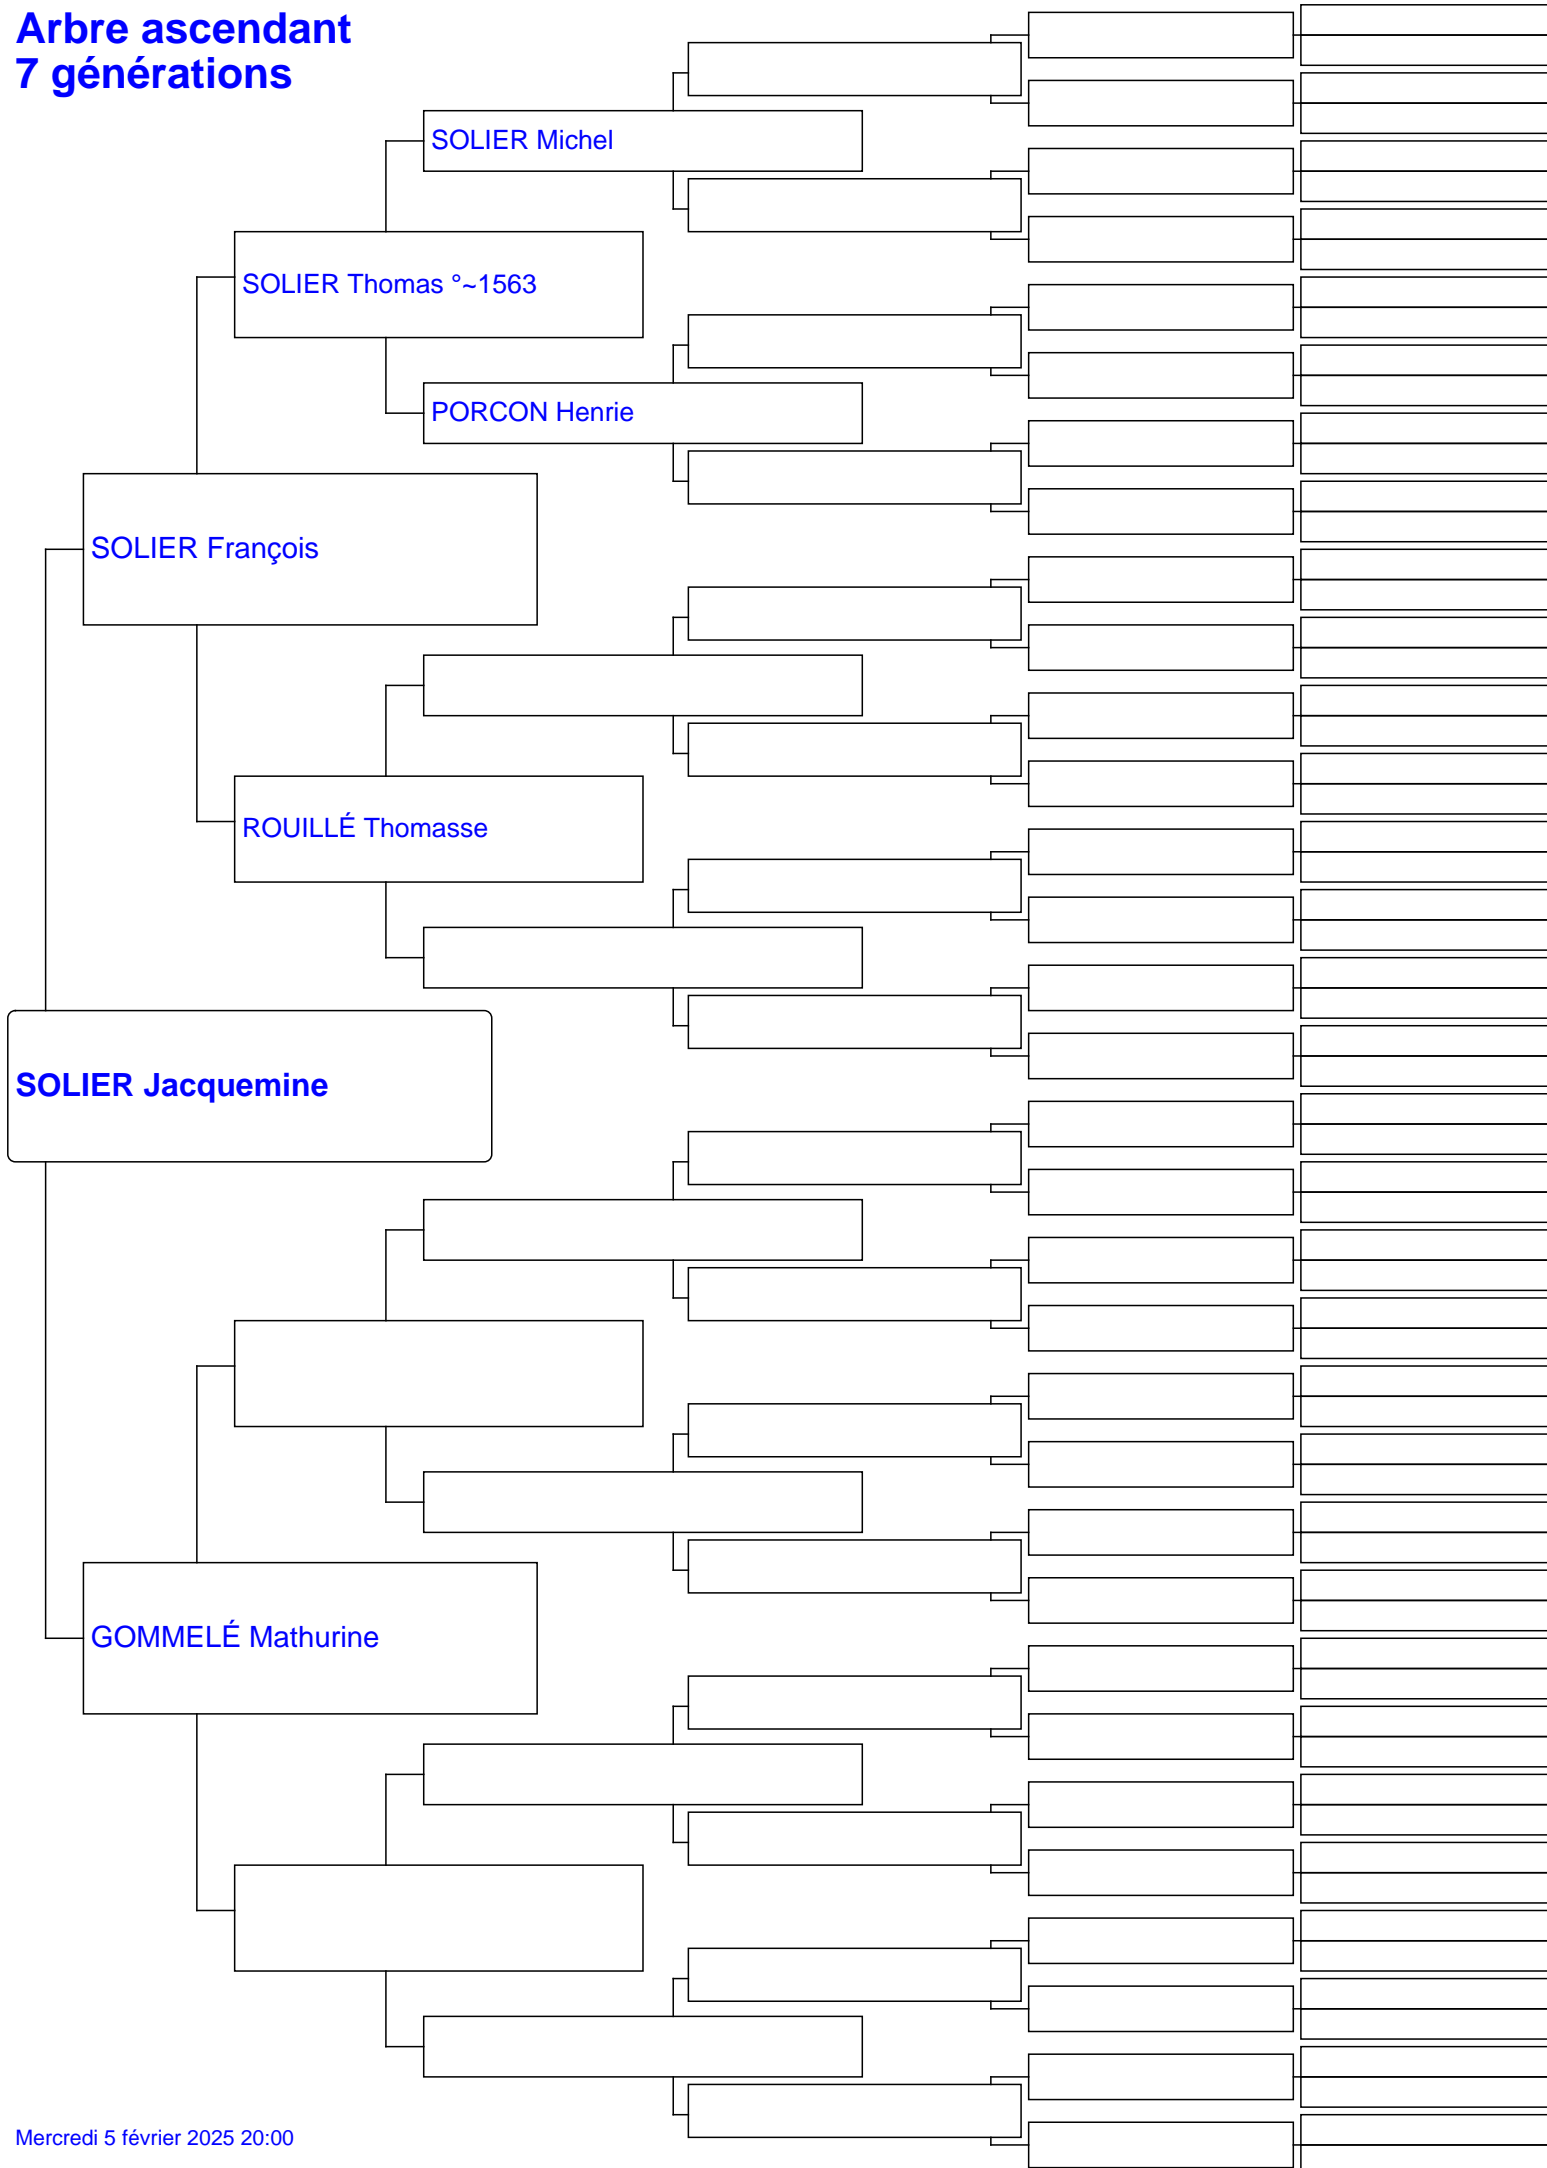 Arbre ascendant
7 générations
SOLIER Michel
SOLIER Thomas °~1563
PORCON Henrie
SOLIER François
ROUILLÉ Thomasse
SOLIER Jacquemine
GOMMELÉ Mathurine
Mercredi 5 février 2025 20:00